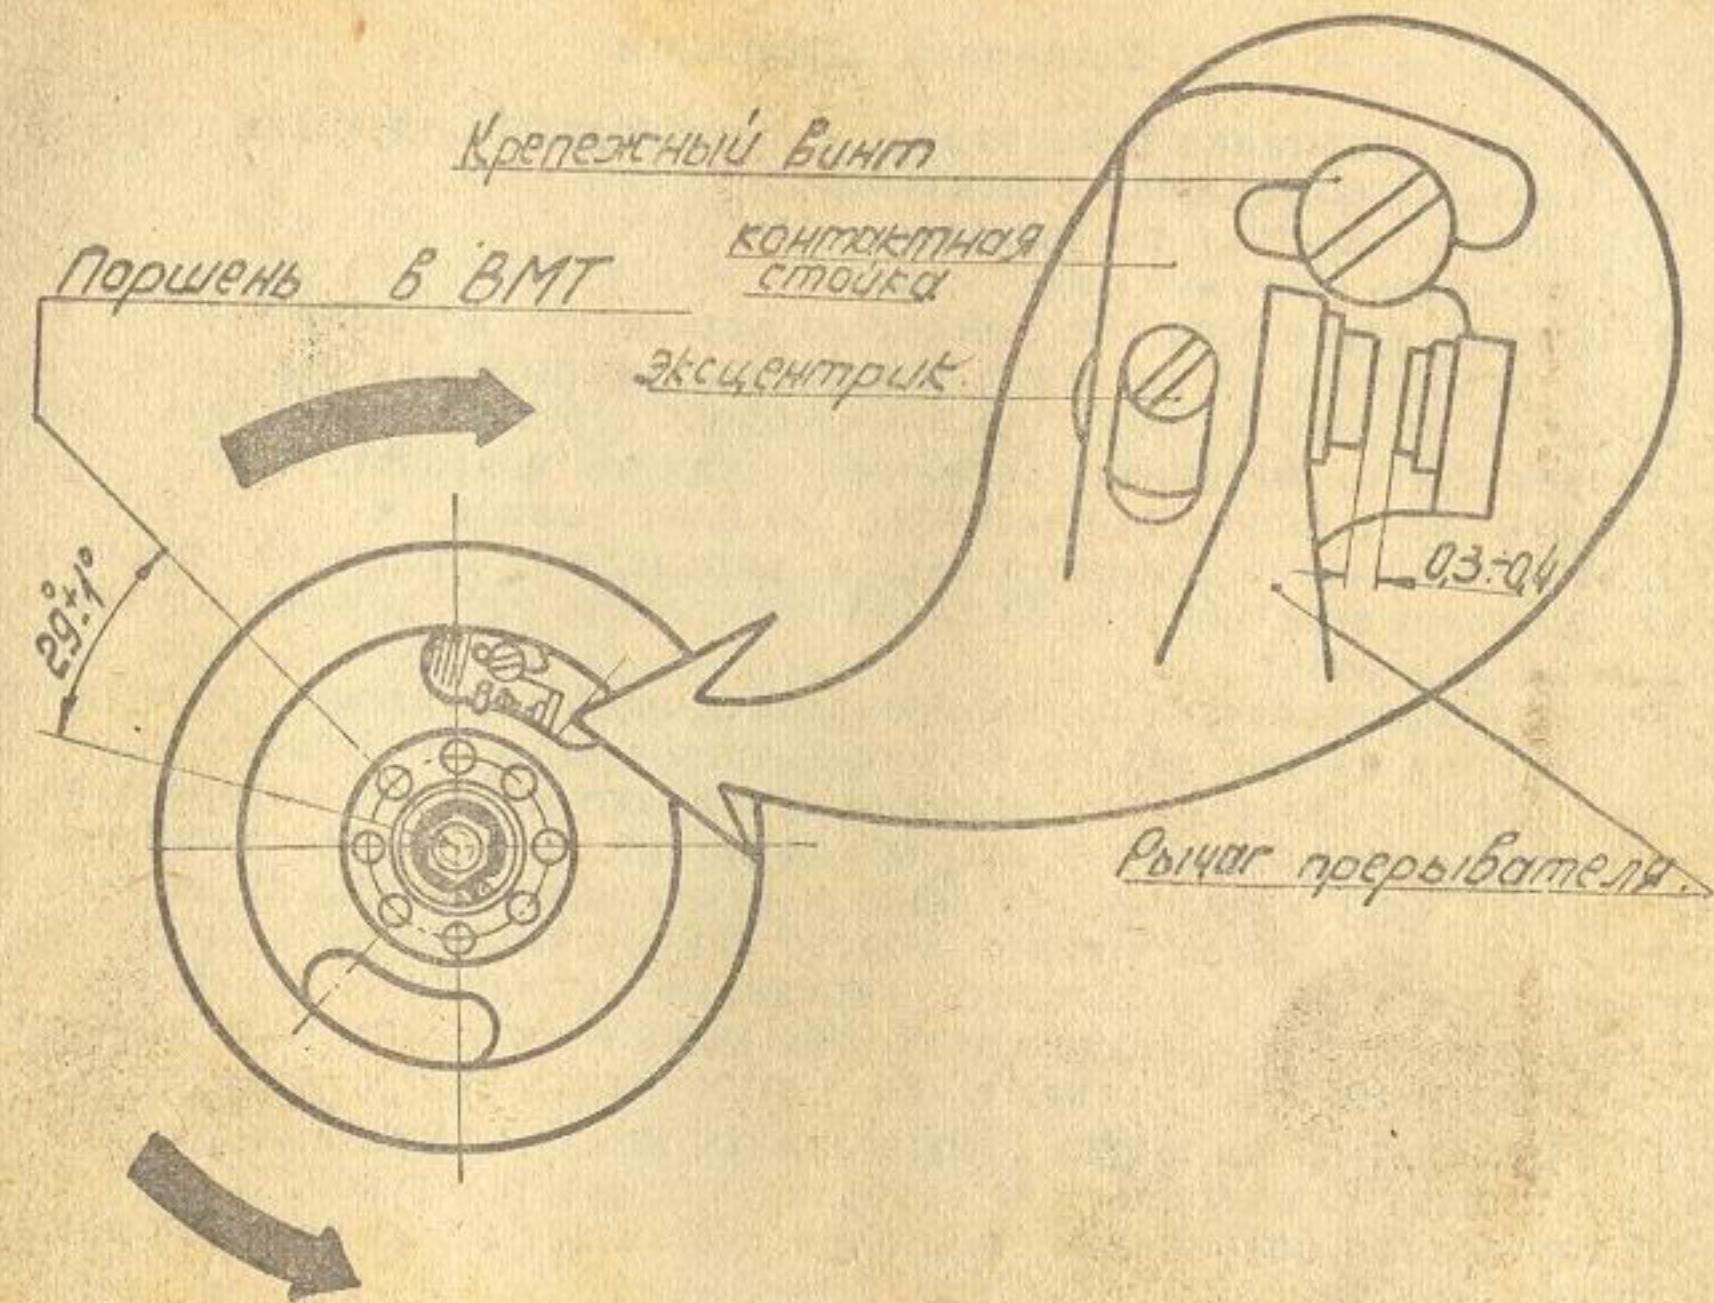 Крепежный винт
контактная
стойка
Поршень в ВМТ
эксцентрик.
29°±1°
0,3÷0,4
Рычаг прерывателя.